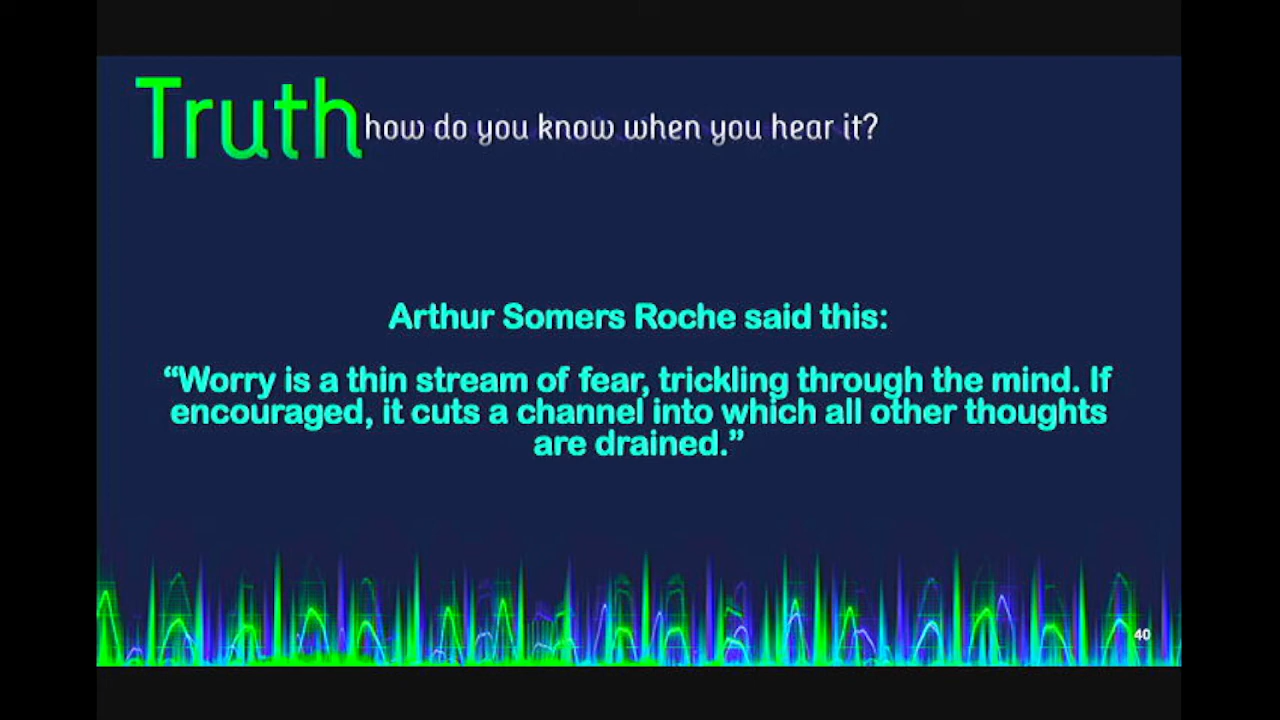 Truth how do you know when you hear it?
Arthur Somers Roche said this:
“Worry is a thin stream of fear, trickling through the mind. If
encouraged, it cuts a channel into which all other thoughts
are drained.”
40